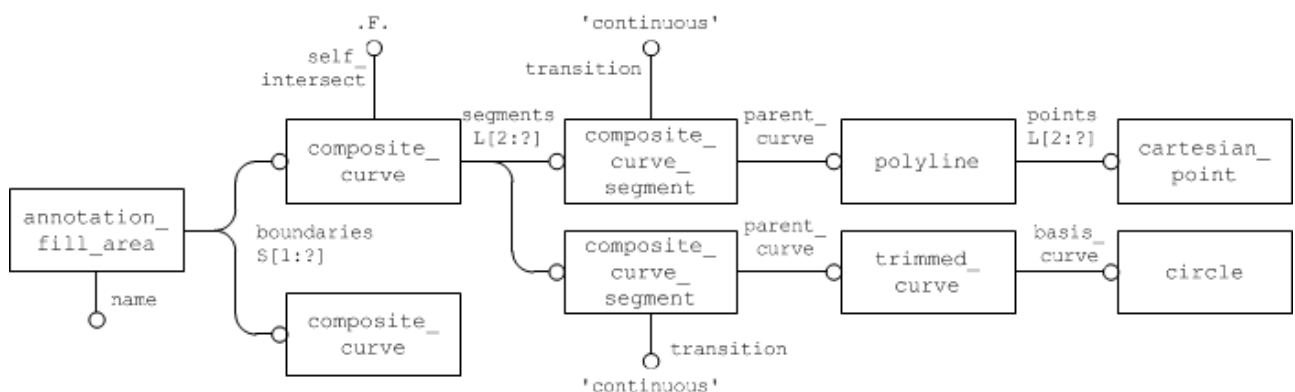 .F.
'continuous'
self_
intersect
transition
segments
L[2:?]
parent_
curve
points
L[2:?]
composite_
curve
composite_
curve_
segment
polyline
cartesian_
point
annotation_
fill_area
boundaries
S[1:?]
name
composite_
curve_
segment
parent_
curve
trimmed_
curve
basis_
curve
circle
composite_
curve
transition
'continuous'